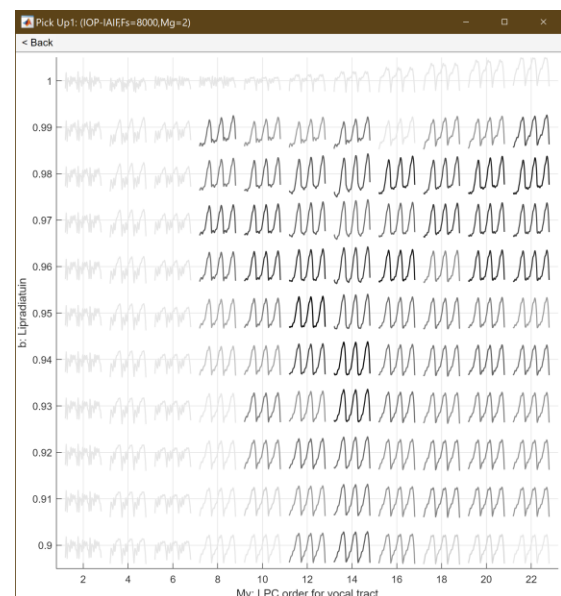 Pick Up1: (IOP-IAIF,Fs=8000,Mg=2)
< Back
1
0.99
0.98
0.97
0.96
0.95
0.94
0.93
0.92
0.91
0.9
b: Lipradiatuin
2 4 6 8 10 12 14 16 18 20 22
Mv: LPC order for vocal tract